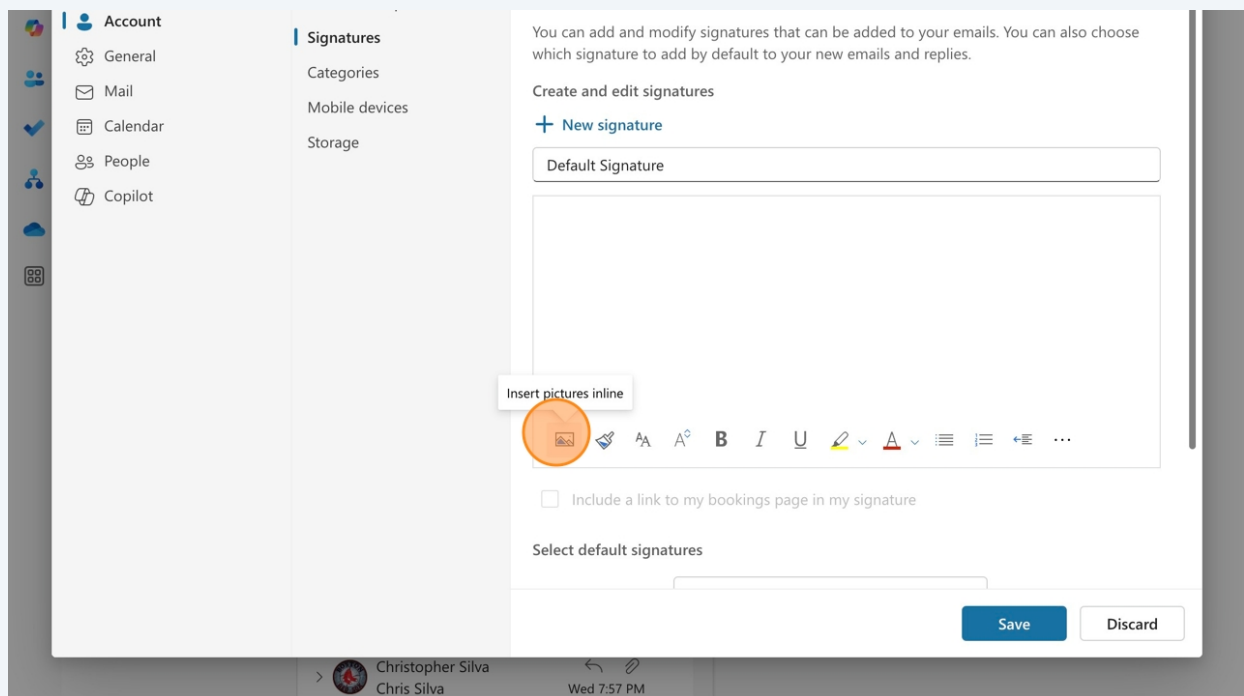 Account
General
Mail
Calendar
People
Copilot
Signatures
Categories
Mobile devices
Storage
You can add and modify signatures that can be added to your emails. You can also choose
which signature to add by default to your new emails and replies.
Create and edit signatures
New signature
Default Signature
Insert pictures inline
Include a link to my bookings page in my signature
Select default signatures
Save
Discard
Christopher Silva
Chris Silva
Wed 7:57 PM